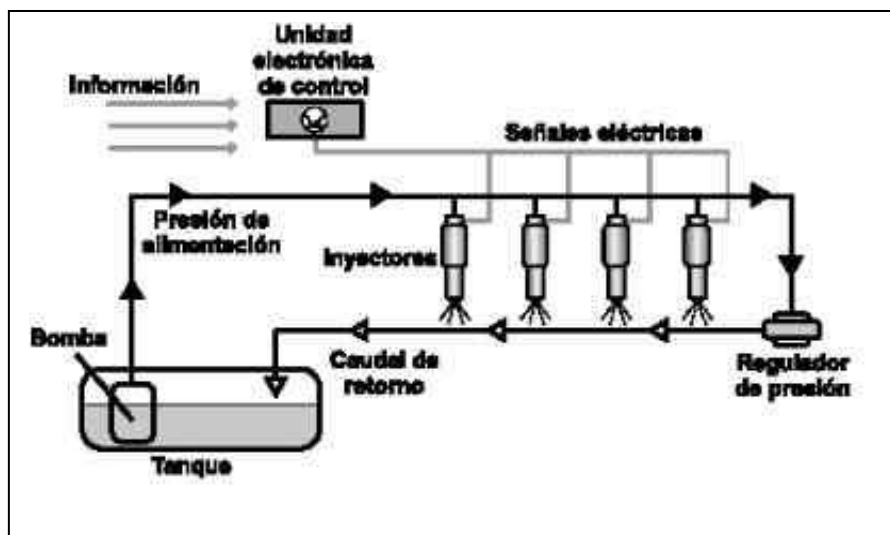 Unidad
electrónica
de control
Información
Señales eléctricas
Presión de
alimentación
Inyectores
Bomba
Caudal de
retorno
Regulador
de presión
Tanque